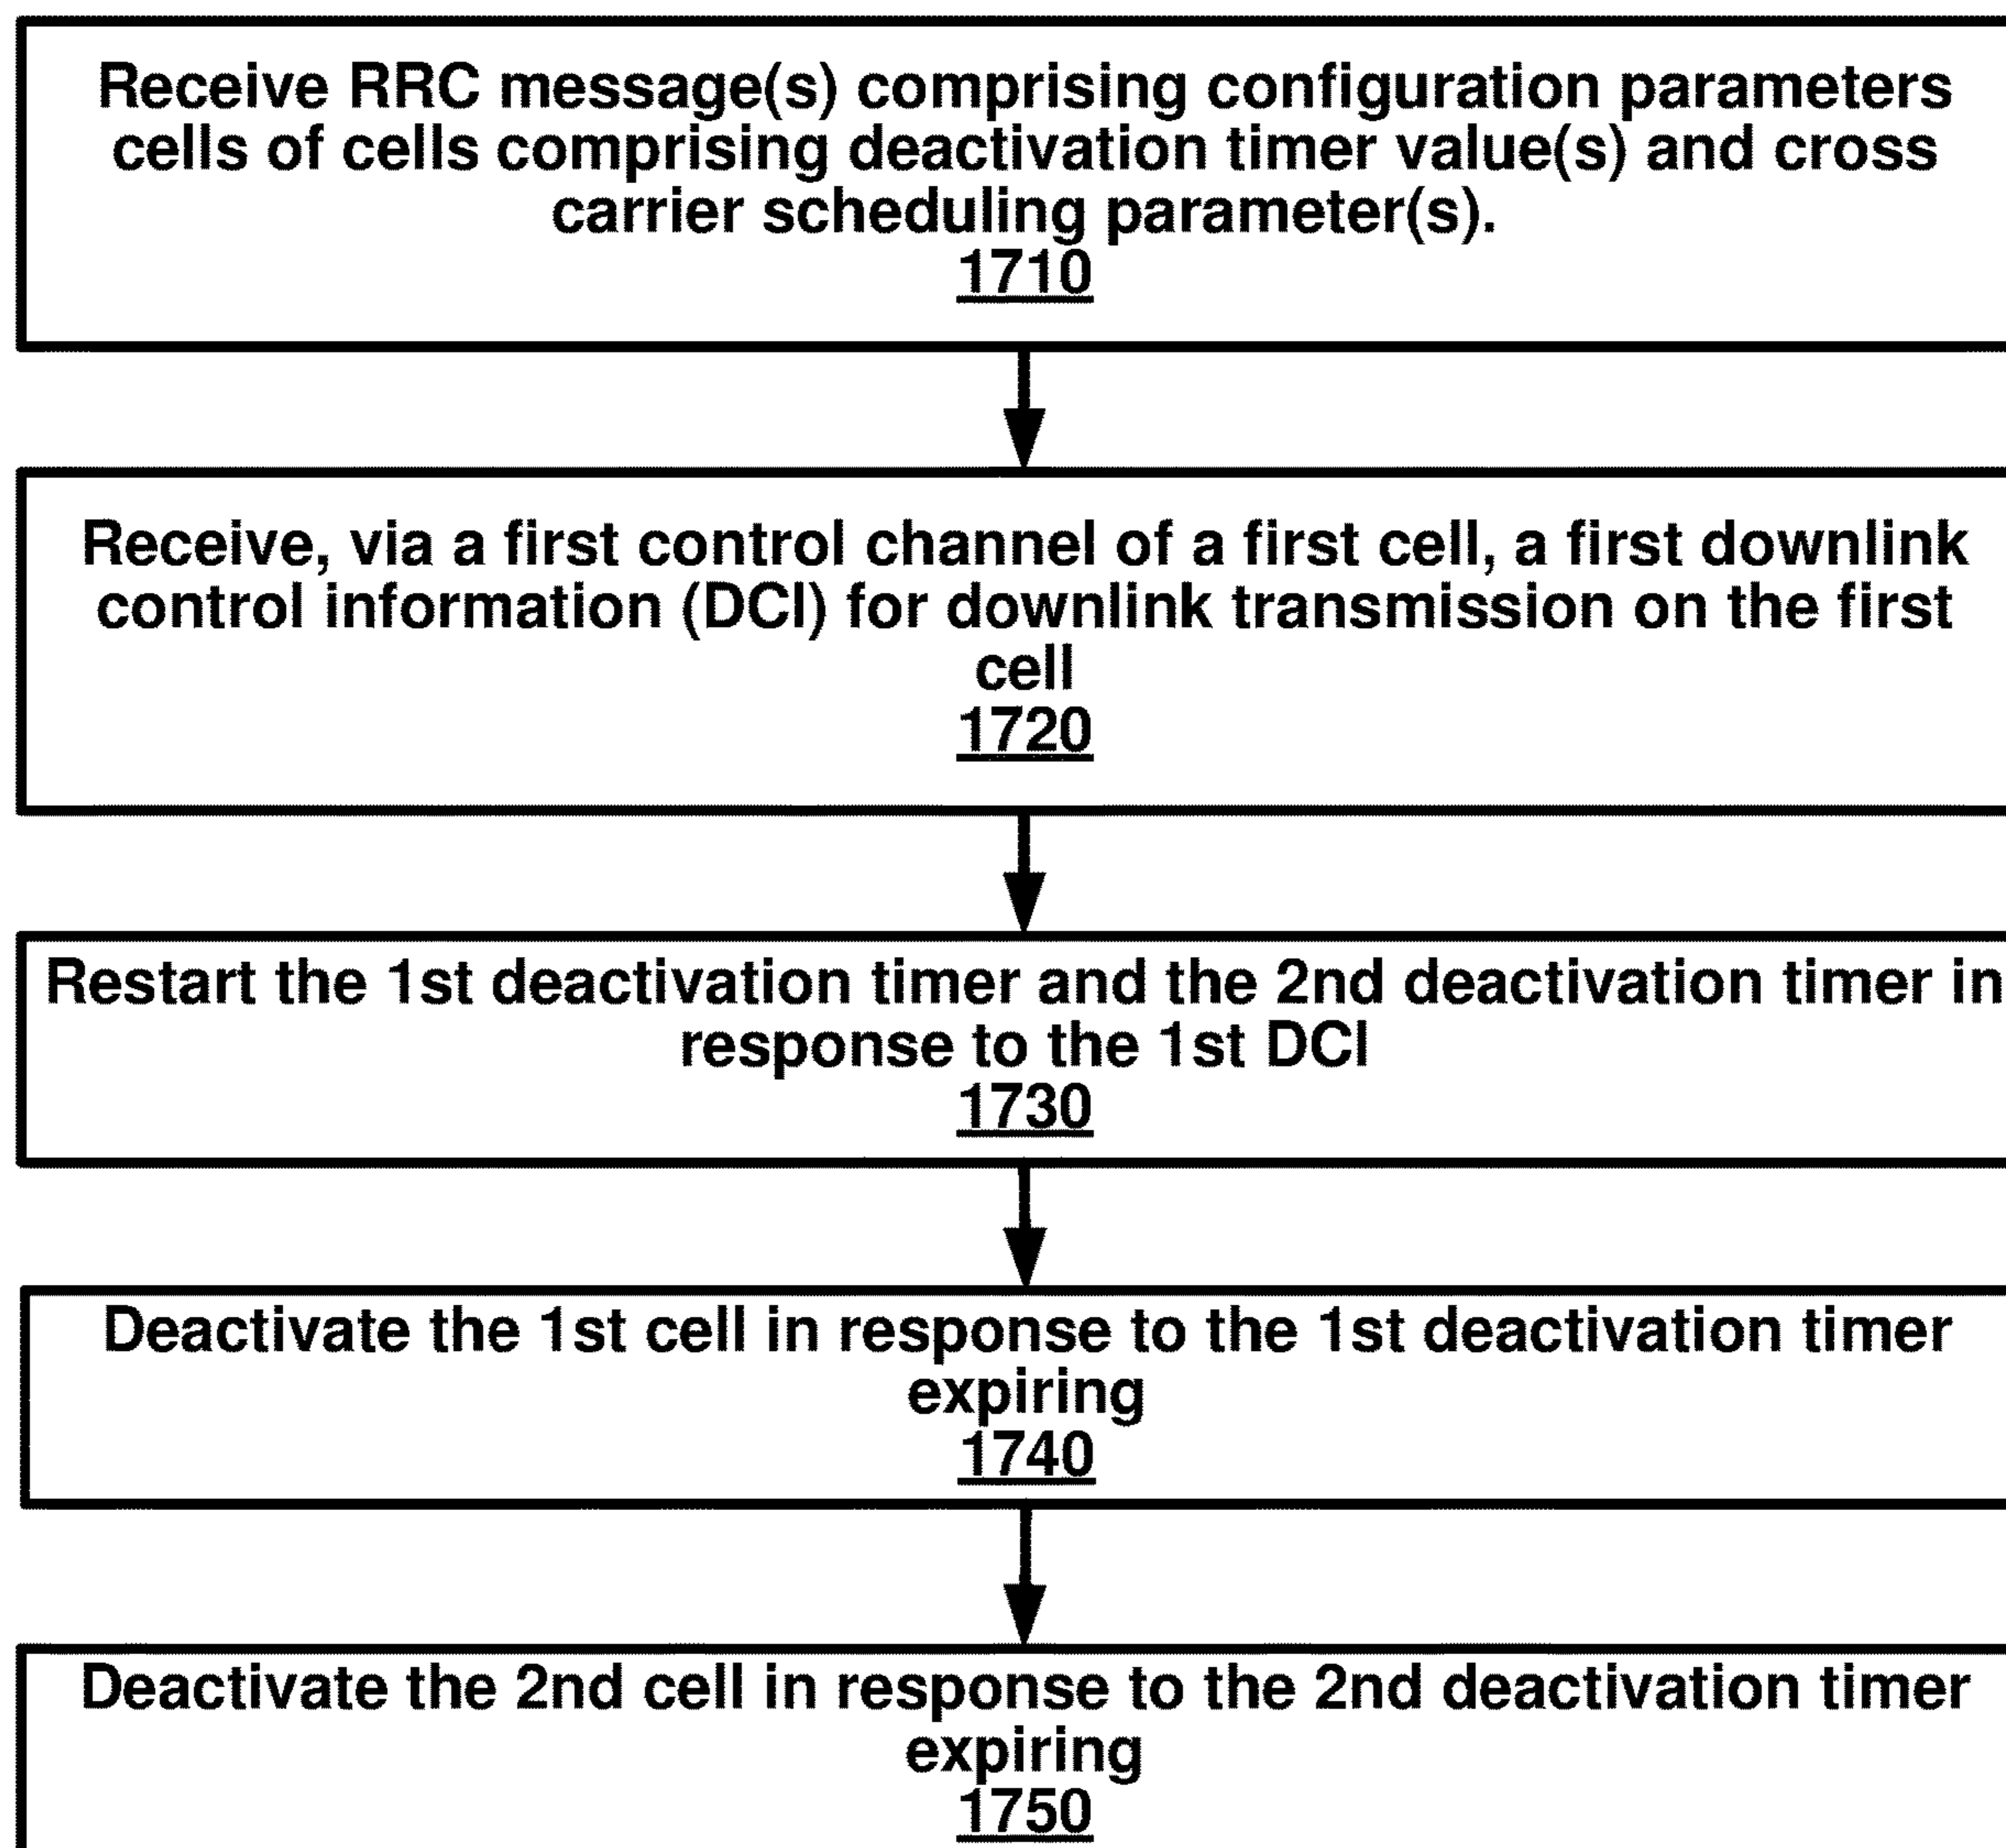 Receive RRC message(s) comprising configuration parameters
cells of cells comprising deactivation timer value(s) and cross
carrier scheduling parameter(s).
1710
Receive, via a first control channel of a first cell, a first downlink
control information (DCI) for downlink transmission on the first
cell
1720
Restart the 1st deactivation timer and the 2nd deactivation timer in
response to the 1st DCI
1730
Deactivate the 1st cell in response to the 1st deactivation timer
expiring
1740
Deactivate the 2nd cell in response to the 2nd deactivation timer
expiring
1750